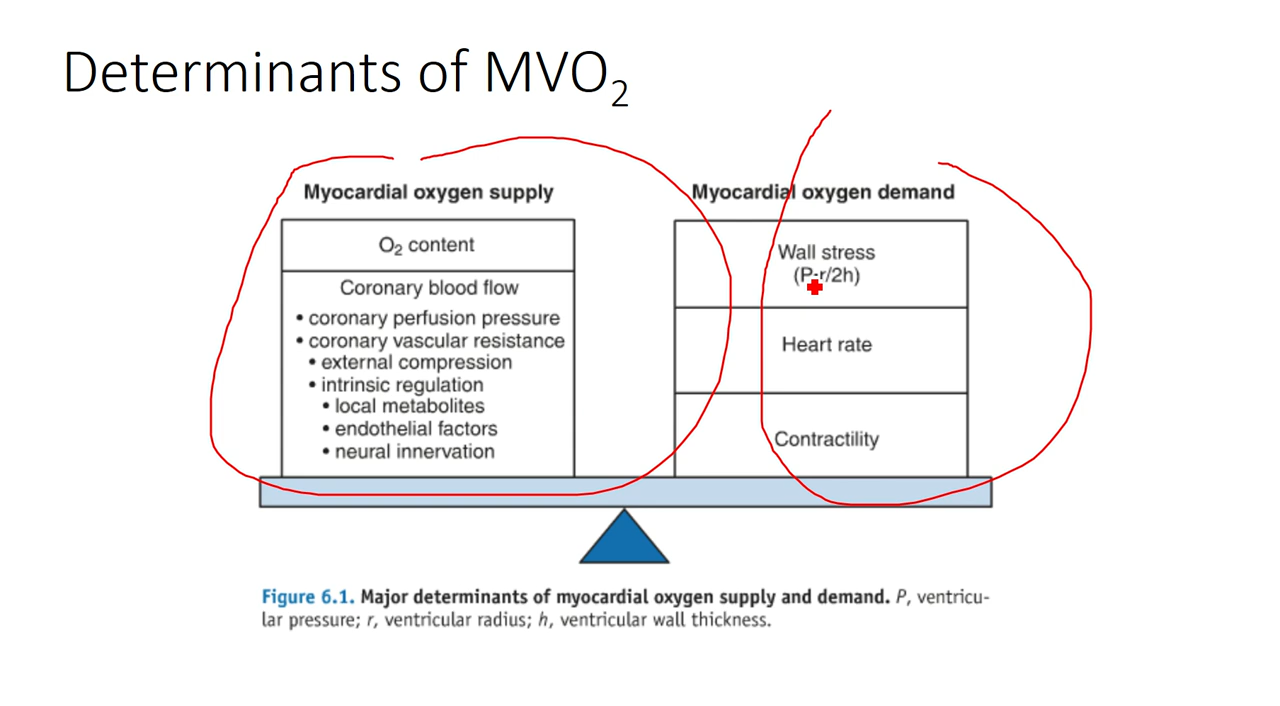 Determinants of MVO₂
Myocardial oxygen supply
O₂ content
Coronary blood flow
• coronary perfusion pressure
• coronary vascular resistance
• external compression
• intrinsic regulation
• local metabolites
• endothelial factors
• neural innervation
Myocardial oxygen demand
Wall stress
(P·r/2h)
Heart rate
Contractility
Figure 6.1. Major determinants of myocardial oxygen supply and demand. P, ventricu-
lar pressure; r, ventricular radius; h, ventricular wall thickness.